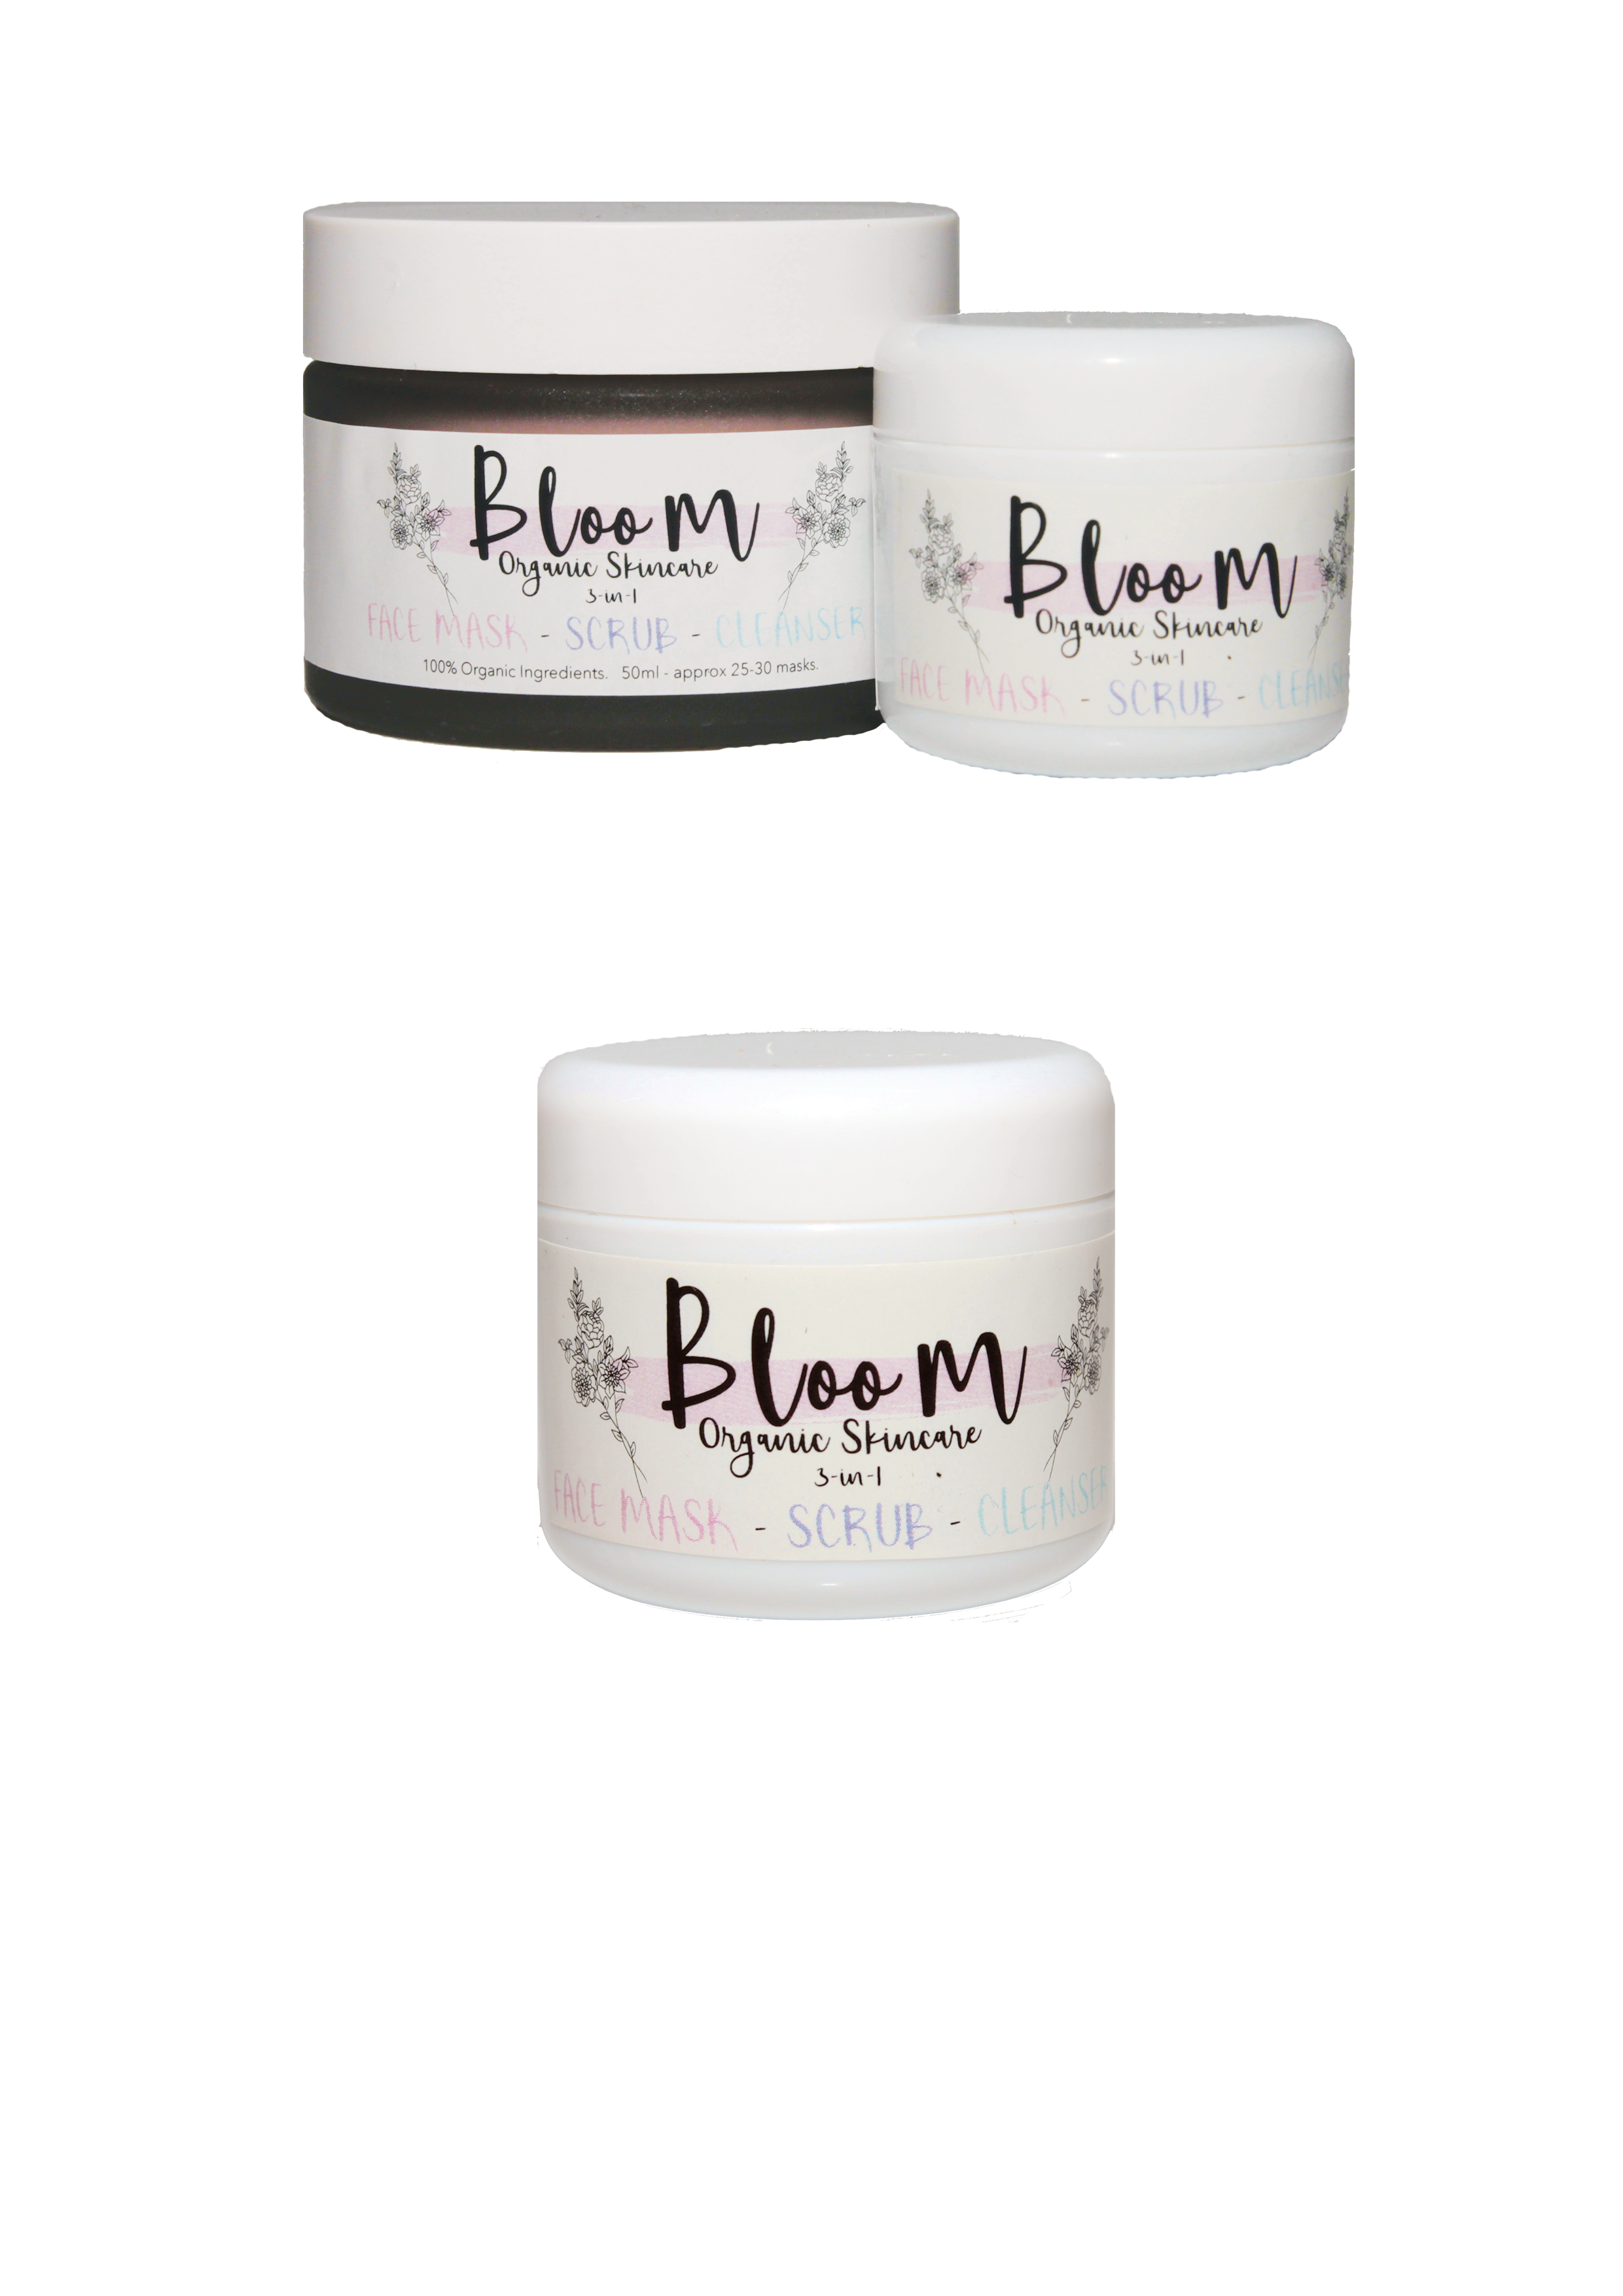 Bloom
Organic Skincare
3-in-1
FACE MASK - SCRUB - CLEANSER
100% Organic Ingredients. 50ml - approx 25-30 masks.
Bloom
Organic Skincare
3-in-1
FACE MASK - SCRUB - CLEANSE
Bloom
Organic Skincare
3-in-1
FACE MASK - SCRUB - CLEANSER